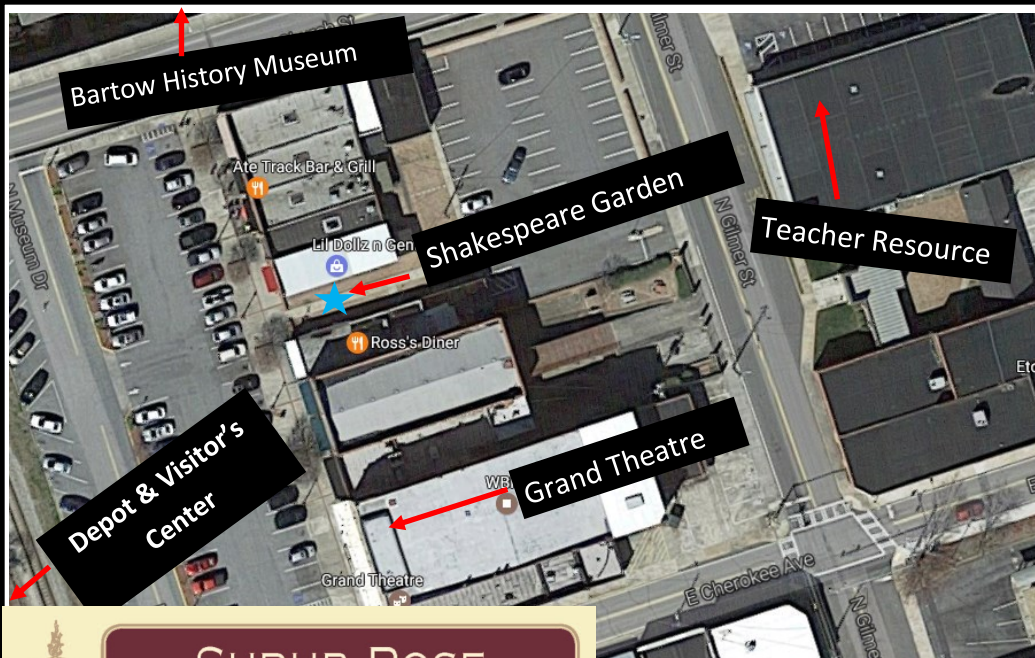 Bartow History Museum
Ate Track Bar & Grill
Shakespeare Garden
Lil Dollz n Gen
Teacher Resource
N Museum Dr
N Gilmer St
Ross's Diner
Depot & Visitor's
Center
Grand Theatre
Grand Theatre
E Cherokee Ave